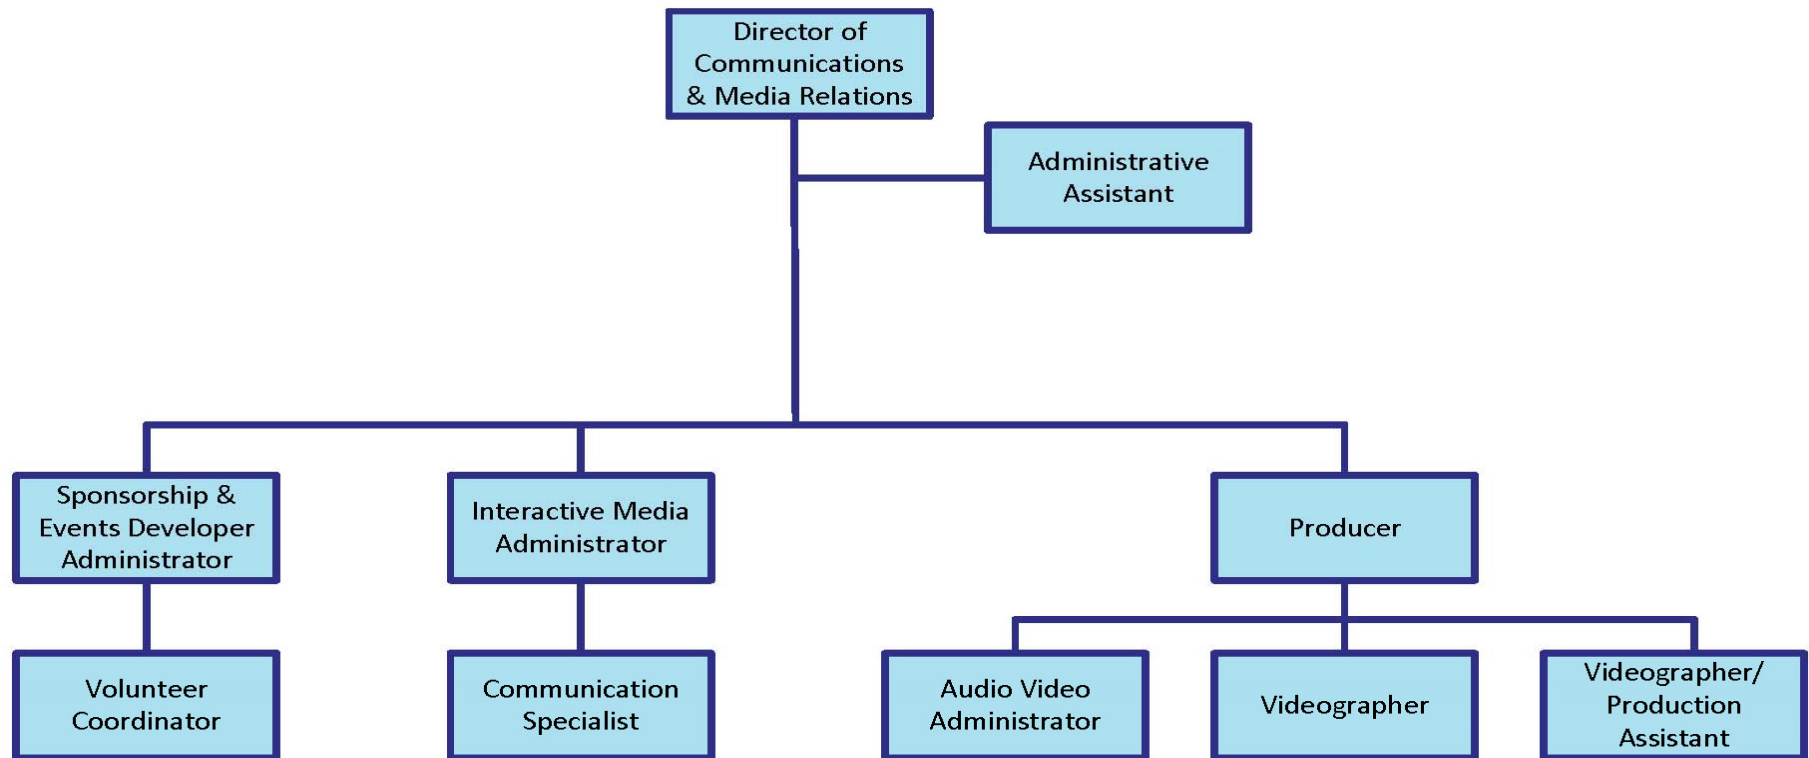 Director of
Communications
& Media Relations
Administrative
Assistant
Sponsorship &
Events Developer
Administrator
Interactive Media
Administrator
Producer
Volunteer
Coordinator
Communication
Specialist
Audio Video
Administrator
Videographer
Videographer/
Production
Assistant